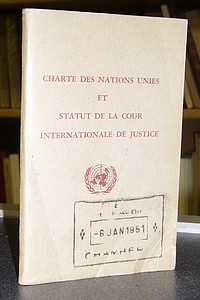 CHARTE DES NATIONS UNIES
ET
STATUT DE LA COUR
INTERNATIONALE DE JUSTICE
-6 JAN 1951